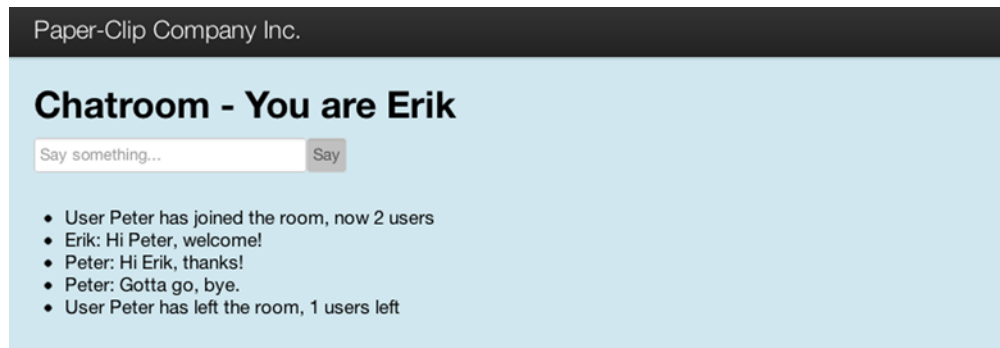 Paper-Clip Company Inc.
Chatroom - You are Erik
Say something... Say
User Peter has joined the room, now 2 users
Erik: Hi Peter, welcome!
Peter: Hi Erik, thanks!
Peter: Gotta go, bye.
User Peter has left the room, 1 users left